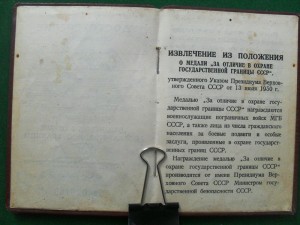 ИЗВЛЕЧЕНИЕ ИЗ ПОЛОЖЕНИЯ
О МЕДАЛИ „ЗА ОТЛИЧИЕ В ОХРАНЕ
ГОСУДАРСТВЕННОЙ ГРАНИЦЫ СССР",
утвержденного Указом Президиума Верхов-
ного Совета СССР от 13 июля 1950 г.
Медалью „За отличие в охране госу-
дарственной границы СССР" награждаются
военнослужащие пограничных войск МГБ
СССР, а также лица из числа гражданского
населения за боевые подвиги и особые
заслуги, проявленные в охране государст-
венных границ СССР.
Награждение медалью „За отличие в
охране государственной границы СССР"
производится от имени Президиума Вер-
ховного Совета СССР Министром госу-
дарственной безопасности СССР.